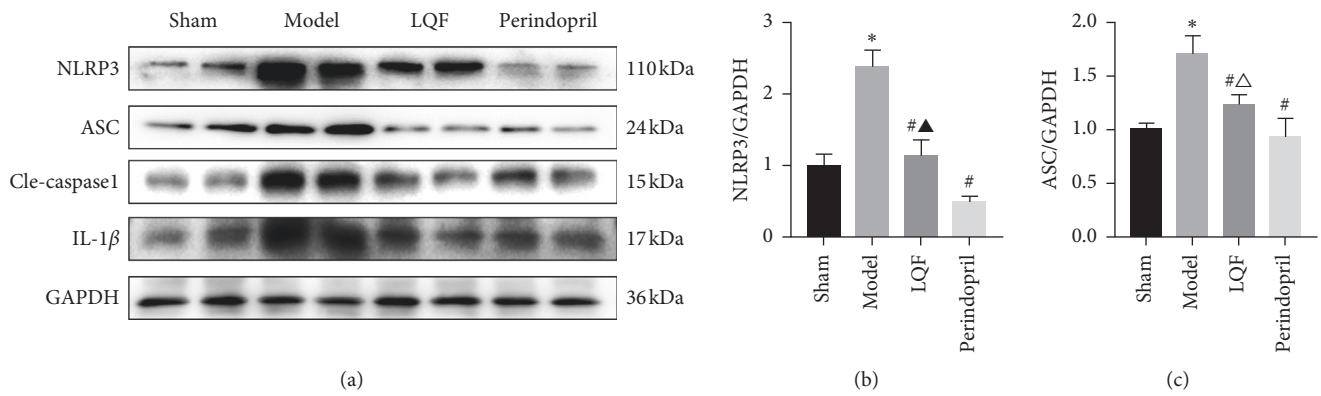 Sham Model LQF Perindopril
NLRP3 110 kDa
ASC 24 kDa
Cle-caspase1 15 kDa
IL-1β 17 kDa
GAPDH 36 kDa
(a)
NLRP3/GAPDH
3
2
1
0
*
#▲
#
Sham
Model
LQF
Perindopril
(b)
ASC/GAPDH
2.0
1.5
1.0
0.5
0.0
*
#△
#
Sham
Model
LQF
Perindopril
(c)